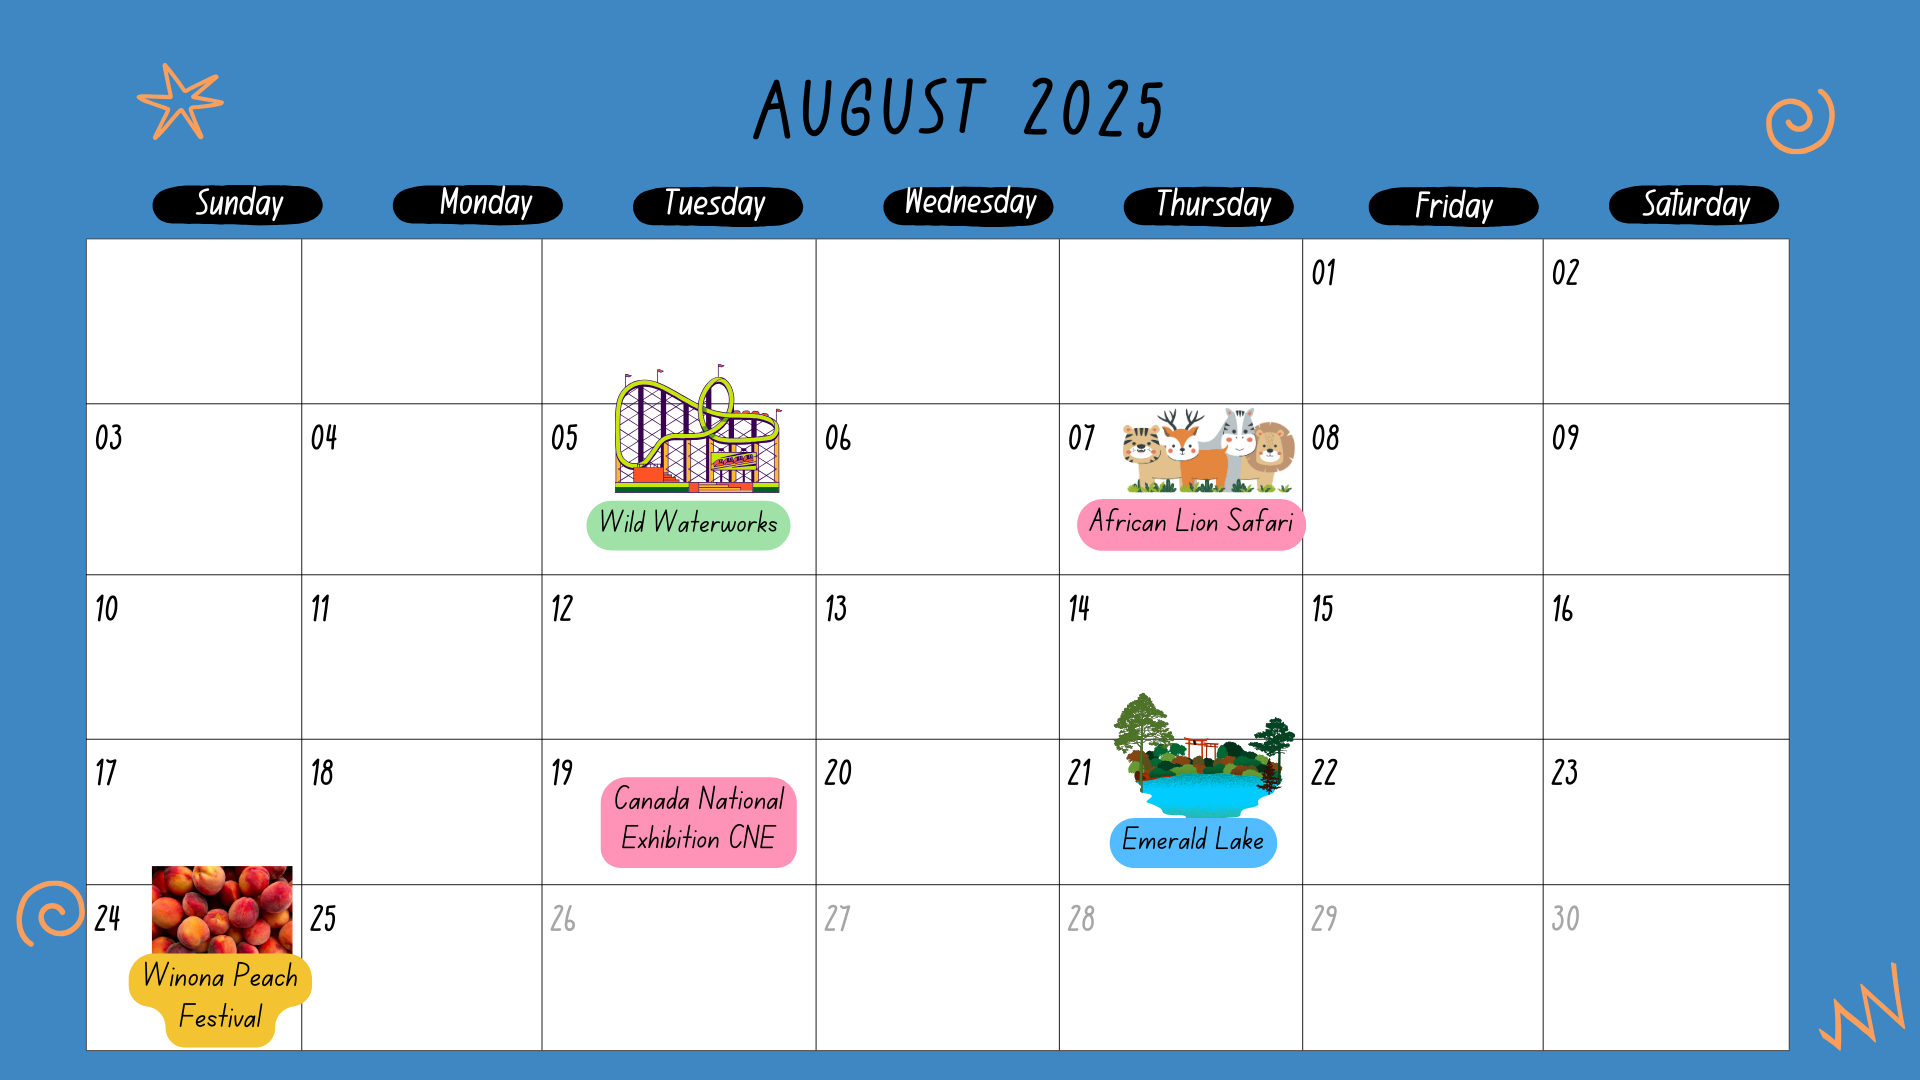 AUGUST 2025
Sunday Monday Tuesday Wednesday Thursday Friday Saturday
01 02
03 04 05 06 07 08 09
Wild Waterworks African Lion Safari
10 11 12 13 14 15 16
17 18 19 20 21 22 23
Canada National
Exhibition CNE
Emerald Lake
24 25 26 27 28 29 30
Winona Peach
Festival